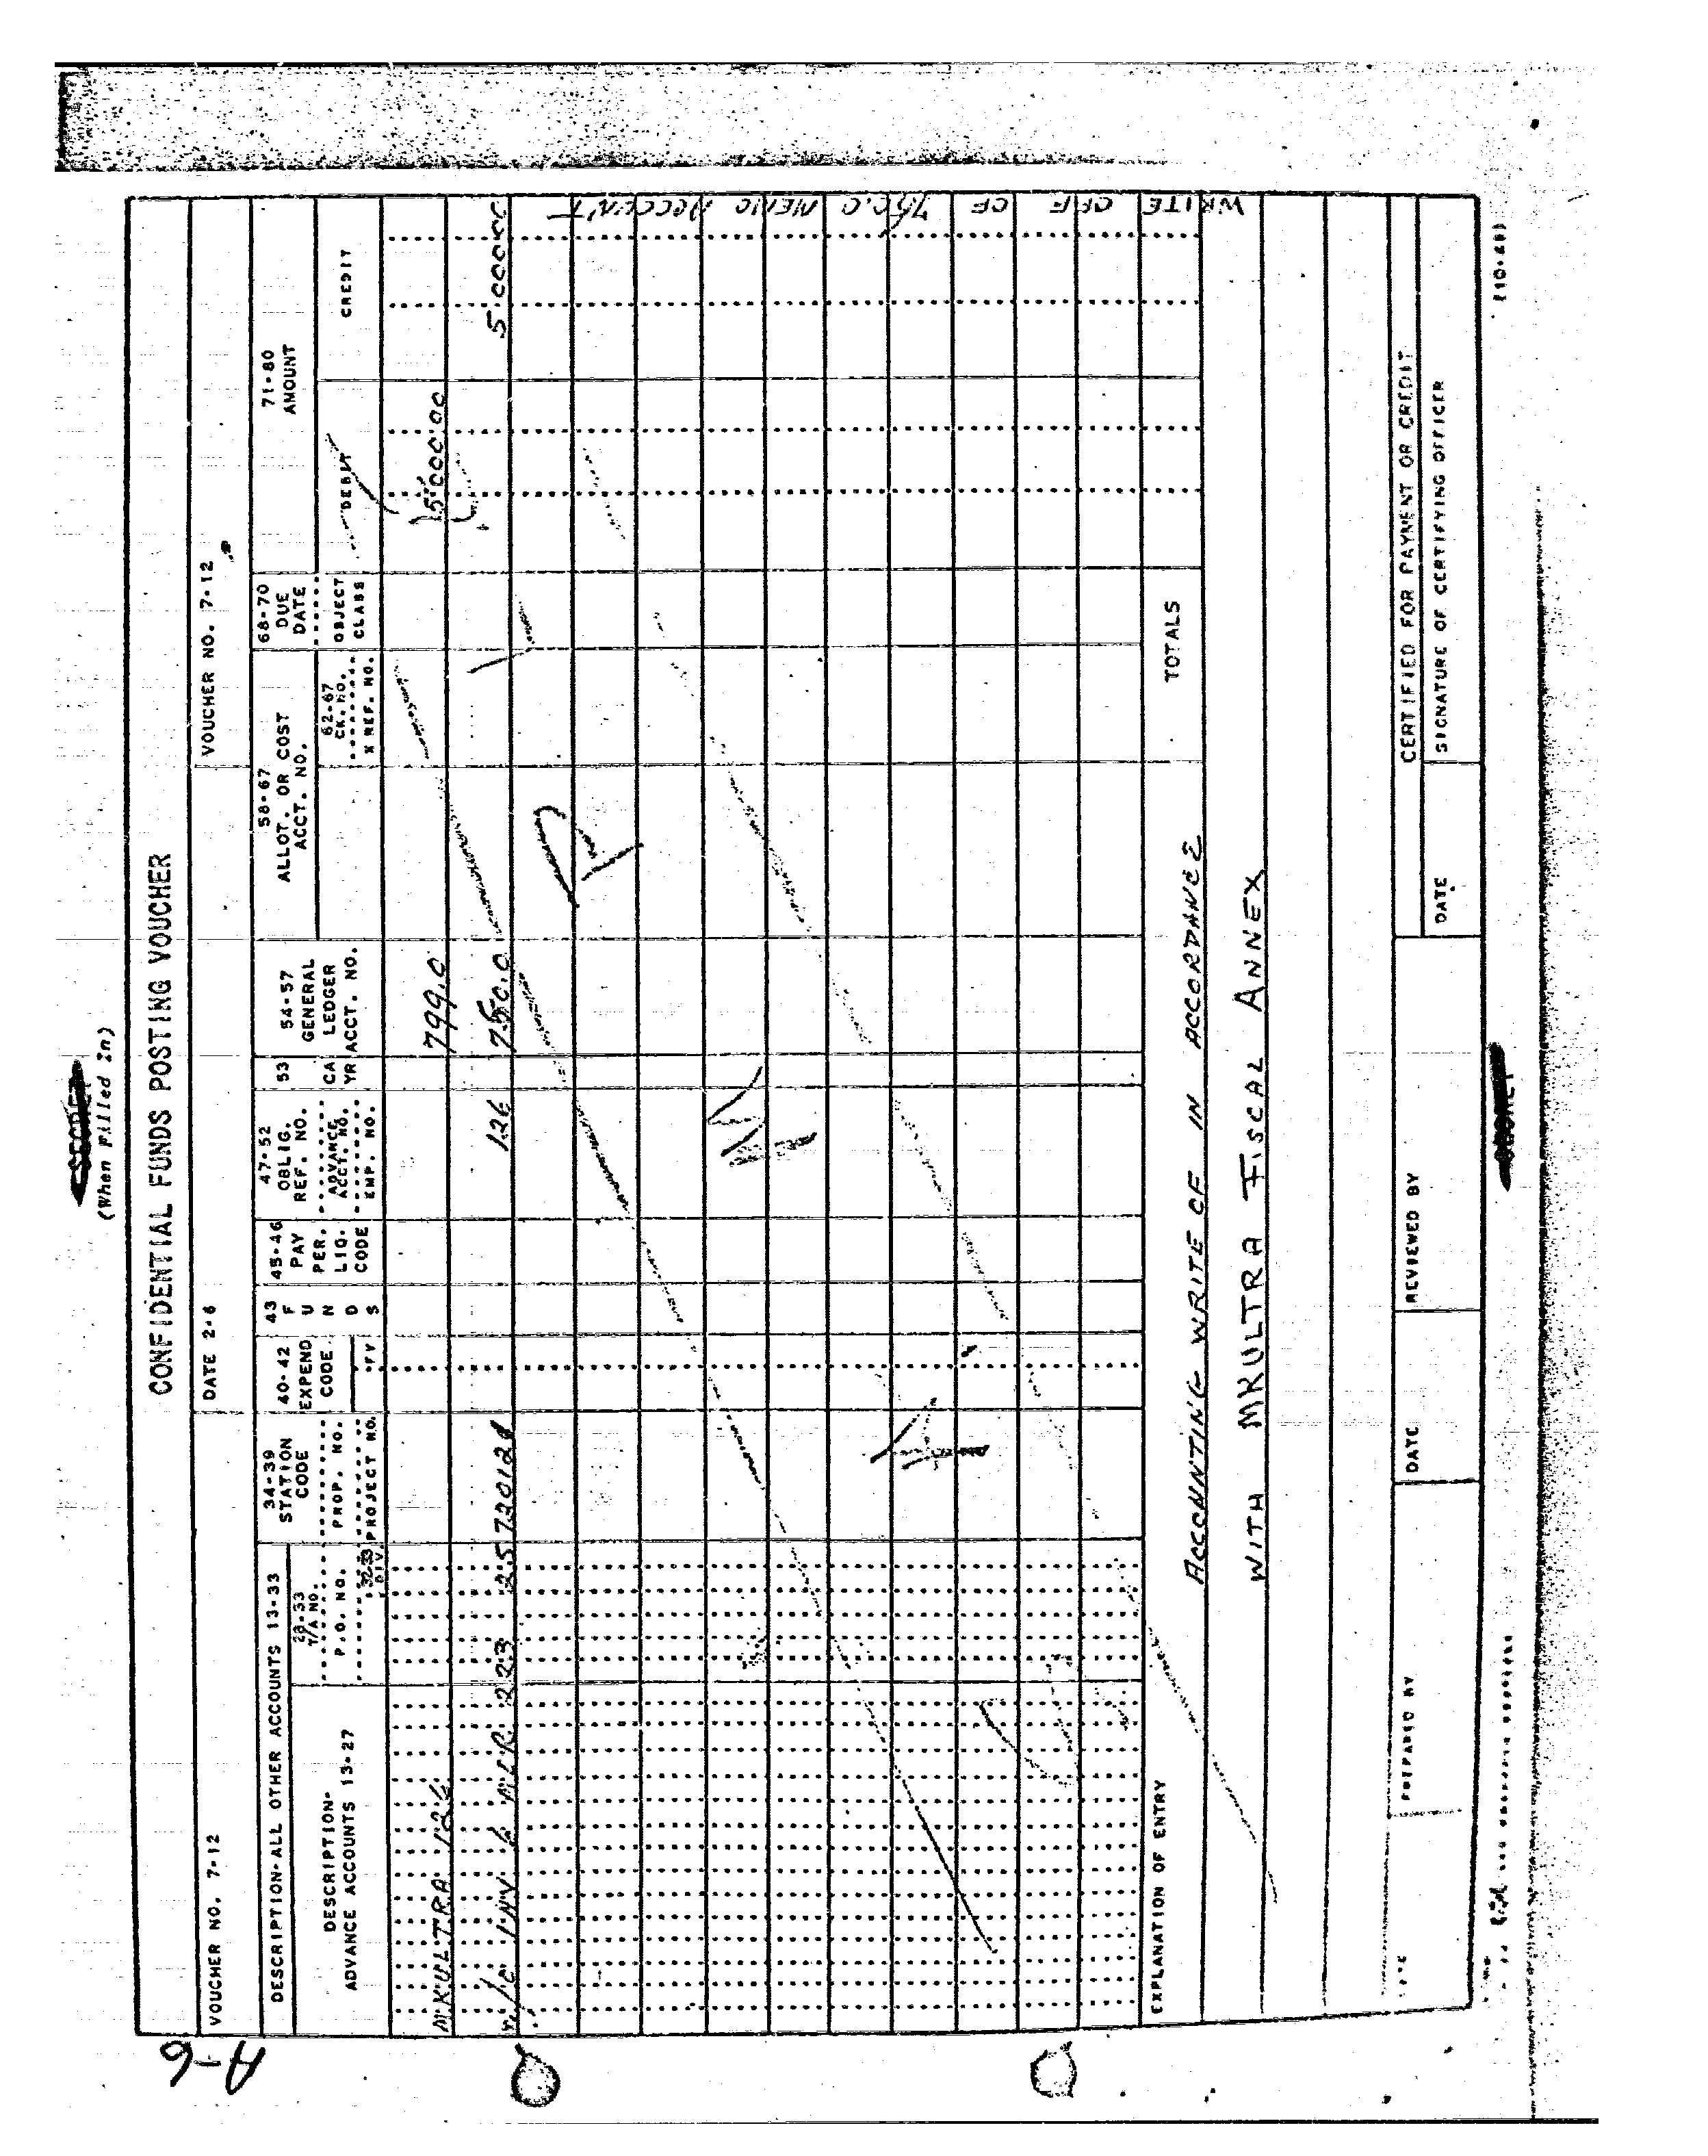 SECRET
(When Filled In)
CONFIDENTIAL FUNDS POSTING VOUCHER
VOUCHER NO. 7-12
DATE 2-6
VOUCHER NO. 7-12
DESCRIPTION-ALL OTHER ACCOUNTS 13-33
DESCRIPTION-
ADVANCE ACCOUNTS 13-27
28-33
T/A NO.
P.O. NO.
32-33
DIV.
34-39
STATION
CODE
PROP. NO.
PROJECT NO.
40-42
EXPEND
CODE
FY
43
F
U
N
D
S
45-46
PAY
PER.
LIQ.
CODE
47-52
OBLIG.
REF. NO.
ADVANCE
ACCT. NO.
EMP. NO.
53
CA
YR
54-57
GENERAL
LEDGER
ACCT. NO.
58-67
ALLOT. OR COST
ACCT. NO.
62-67
CK. NO.
X REF. NO.
68-70
DUE
DATE
OBJECT
CLASS
71-80
AMOUNT
DEBIT
CREDIT
MKULTRA 126 799.0 5000.00
INV 223 126 750.0 5000.00
WRITE OFF OF 750.0 MEMO ACCOUNT
TOTALS
EXPLANATION OF ENTRY
ACCOUNTING WRITE OF IN ACCORDANCE
WITH MKULTRA FISCAL ANNEX
PREPARED BY
DATE
REVIEWED BY
CERTIFIED FOR PAYMENT OR CREDIT
DATE
SIGNATURE OF CERTIFYING OFFICER
SECRET
A-6